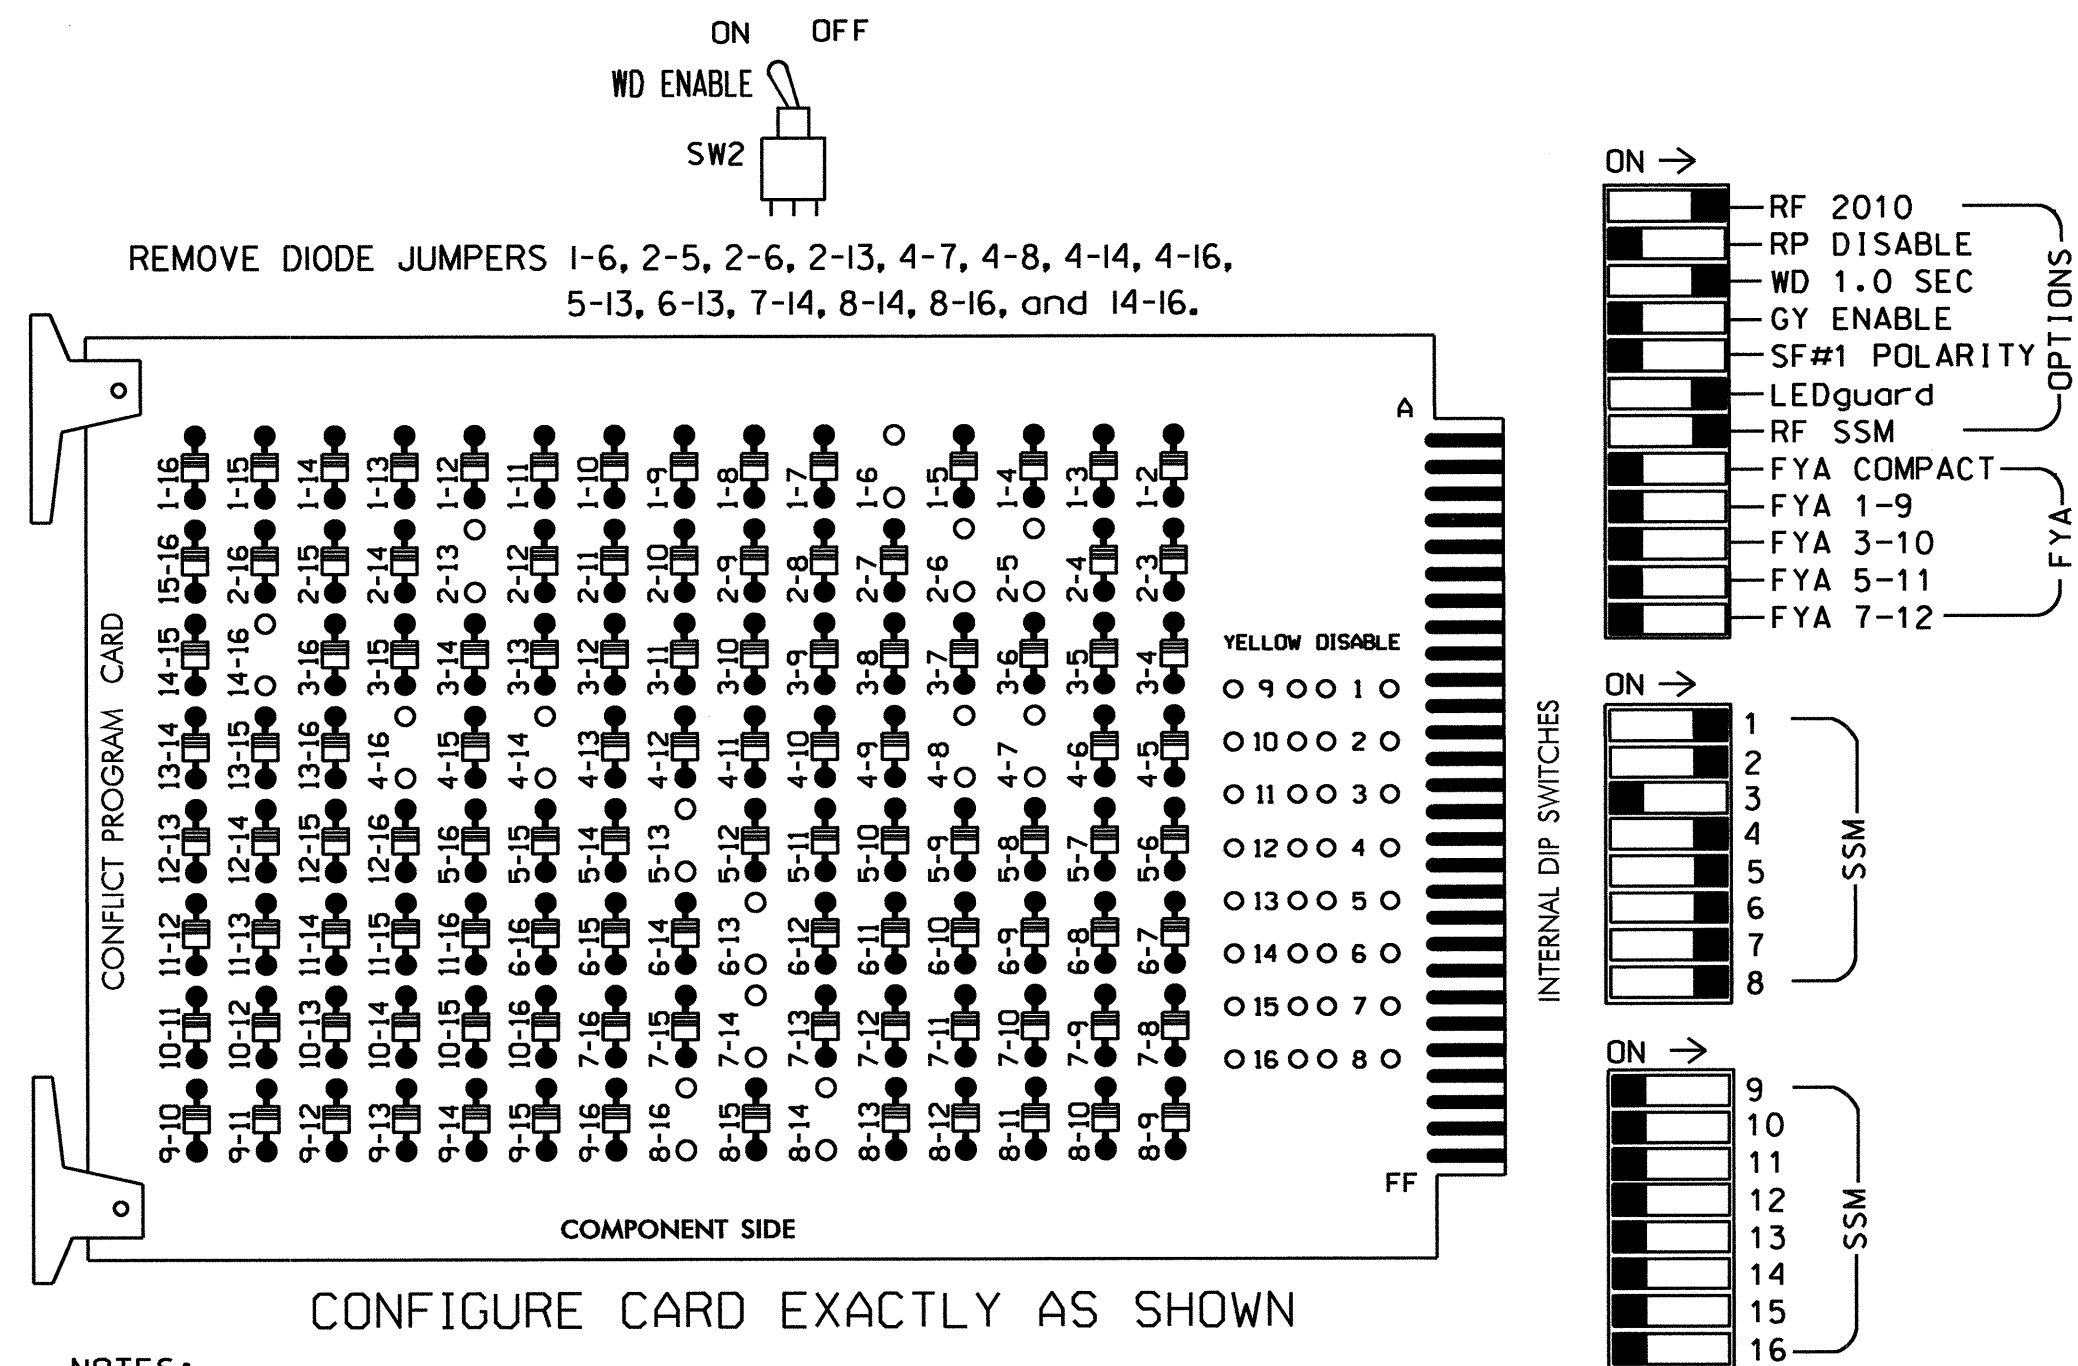 ON OFF
WD ENABLE
SW2
REMOVE DIODE JUMPERS 1-6, 2-5, 2-6, 2-13, 4-7, 4-8, 4-14, 4-16,
5-13, 6-13, 7-14, 8-14, 8-16, and 14-16.
CONFLICT PROGRAM CARD
A
1-16 1-15 1-14 1-13 1-12 1-11 1-10 1-9 1-8 1-7 1-6 1-5 1-4 1-3 1-2
15-16 2-16 2-15 2-14 2-13 2-12 2-11 2-10 2-9 2-8 2-7 2-6 2-5 2-4 2-3
14-15 14-16 3-16 3-15 3-14 3-13 3-12 3-11 3-10 3-9 3-8 3-7 3-6 3-5 3-4
13-14 13-15 13-16 4-16 4-15 4-14 4-13 4-12 4-11 4-10 4-9 4-8 4-7 4-6 4-5
12-13 12-14 12-15 12-16 5-16 5-15 5-14 5-13 5-12 5-11 5-10 5-9 5-8 5-7 5-6
11-12 11-13 11-14 11-15 11-16 6-16 6-15 6-14 6-13 6-12 6-11 6-10 6-9 6-8 6-7
10-11 10-12 10-13 10-14 10-15 10-16 7-16 7-15 7-14 7-13 7-12 7-11 7-10 7-9 7-8
9-10 9-11 9-12 9-13 9-14 9-15 9-16 8-16 8-15 8-14 8-13 8-12 8-11 8-10 8-9
YELLOW DISABLE
9 1
10 2
11 3
12 4
13 5
14 6
15 7
16 8
FF
COMPONENT SIDE
INTERNAL DIP SWITCHES
ON →
RF 2010
RP DISABLE
WD 1.0 SEC
GY ENABLE
SF#1 POLARITY
LEDguard
RF SSM
OPTIONS
FYA COMPACT
FYA 1-9
FYA 3-10
FYA 5-11
FYA 7-12
FYA
ON →
1
2
3
4
5
6
7
8
SSM
ON →
9
10
11
12
13
14
15
16
SSM
CONFIGURE CARD EXACTLY AS SHOWN
NOTES: